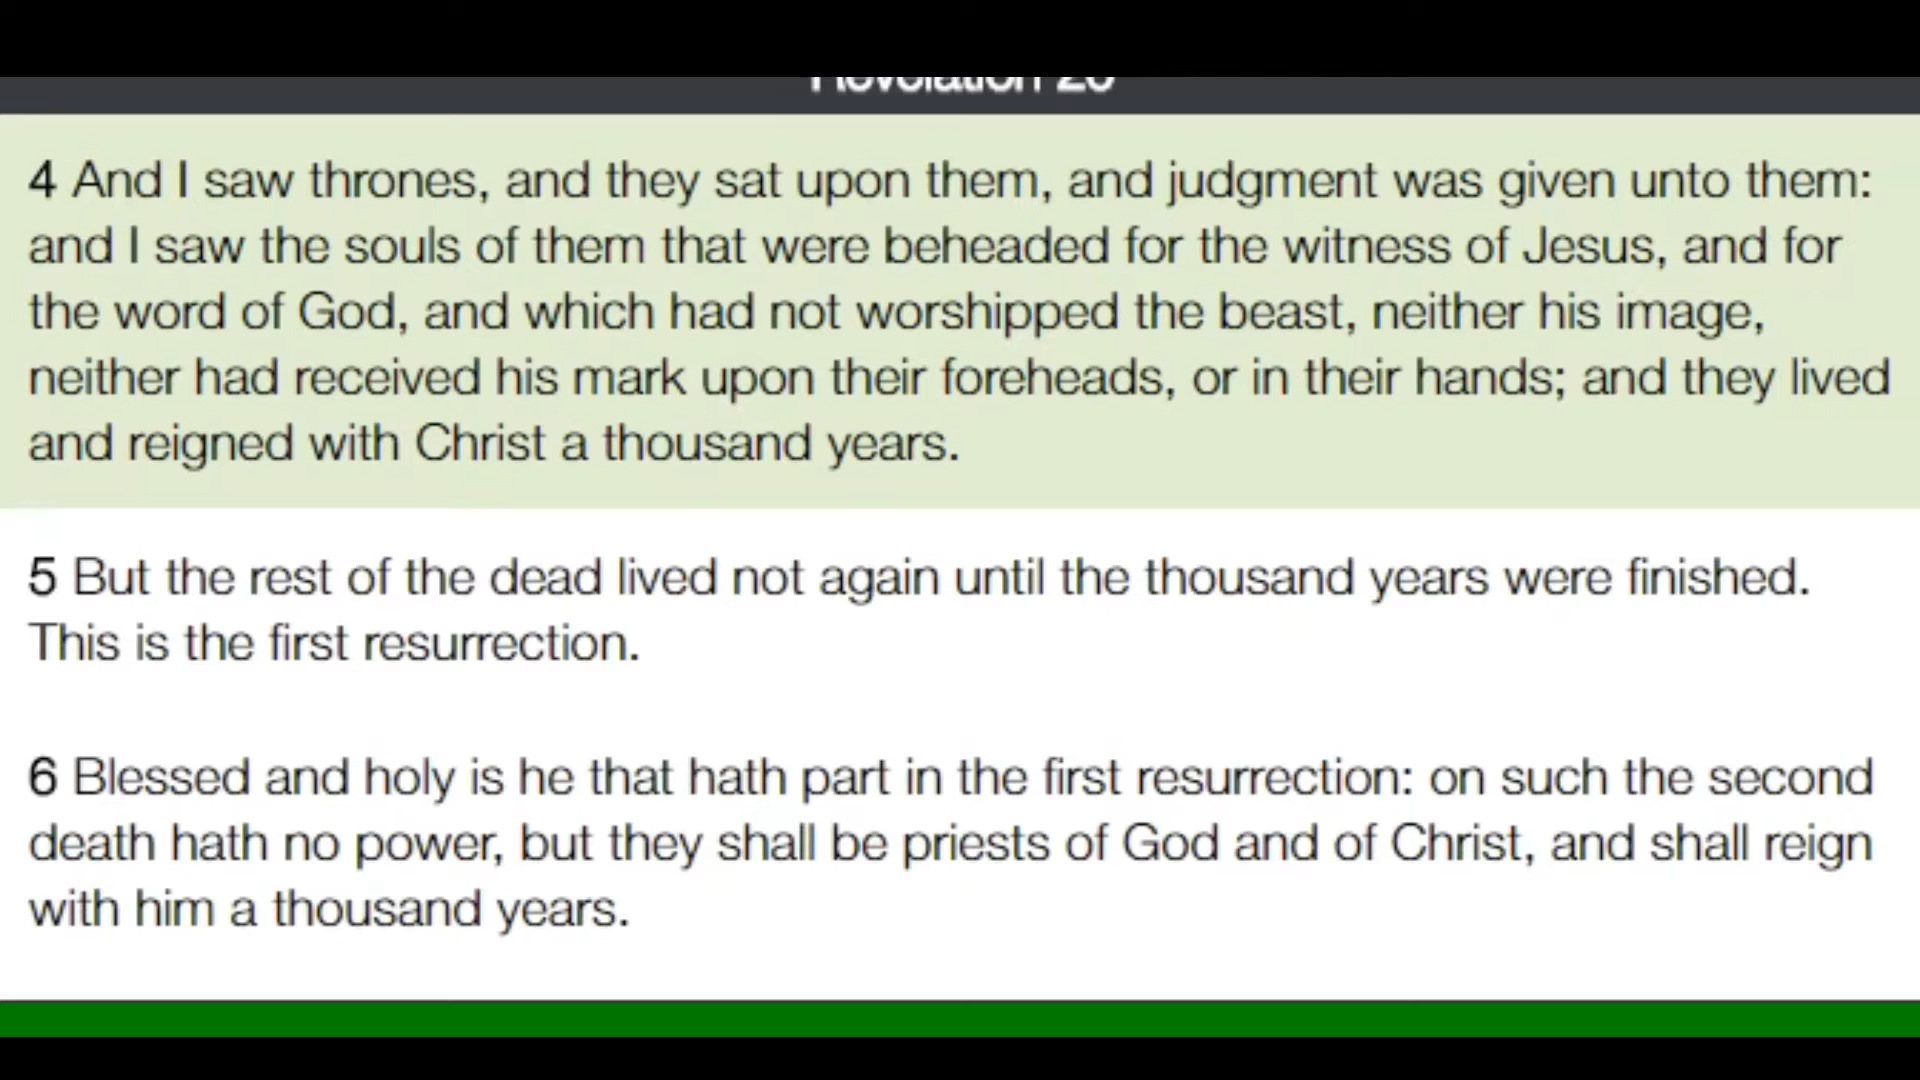 Revelation 20
4 And I saw thrones, and they sat upon them, and judgment was given unto them:
and I saw the souls of them that were beheaded for the witness of Jesus, and for
the word of God, and which had not worshipped the beast, neither his image,
neither had received his mark upon their foreheads, or in their hands; and they lived
and reigned with Christ a thousand years.
5 But the rest of the dead lived not again until the thousand years were finished.
This is the first resurrection.
6 Blessed and holy is he that hath part in the first resurrection: on such the second
death hath no power, but they shall be priests of God and of Christ, and shall reign
with him a thousand years.